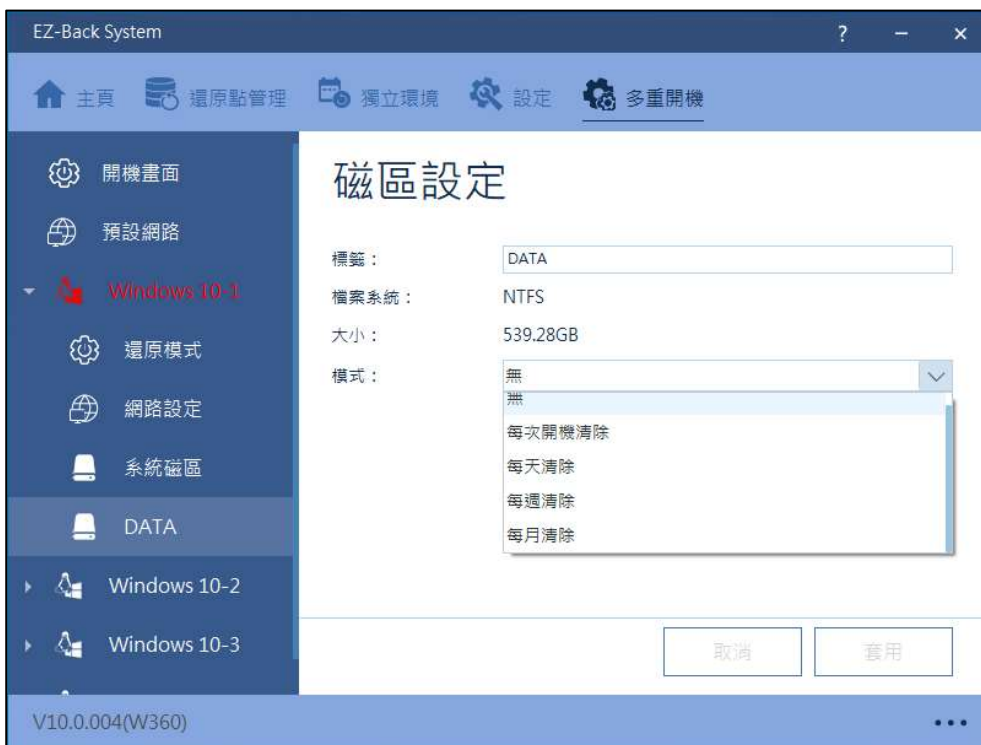 EZ-Back System
?
主頁 還原點管理 獨立環境 設定 多重開機
開機畫面
預設網路
Windows 10-1
還原模式
網路設定
系統磁區
DATA
Windows 10-2
Windows 10-3
磁區設定
標籤： DATA
檔案系統： NTFS
大小： 539.28GB
模式： 無
無
每次開機清除
每天清除
每週清除
每月清除
取消 套用
V10.0.004(W360)